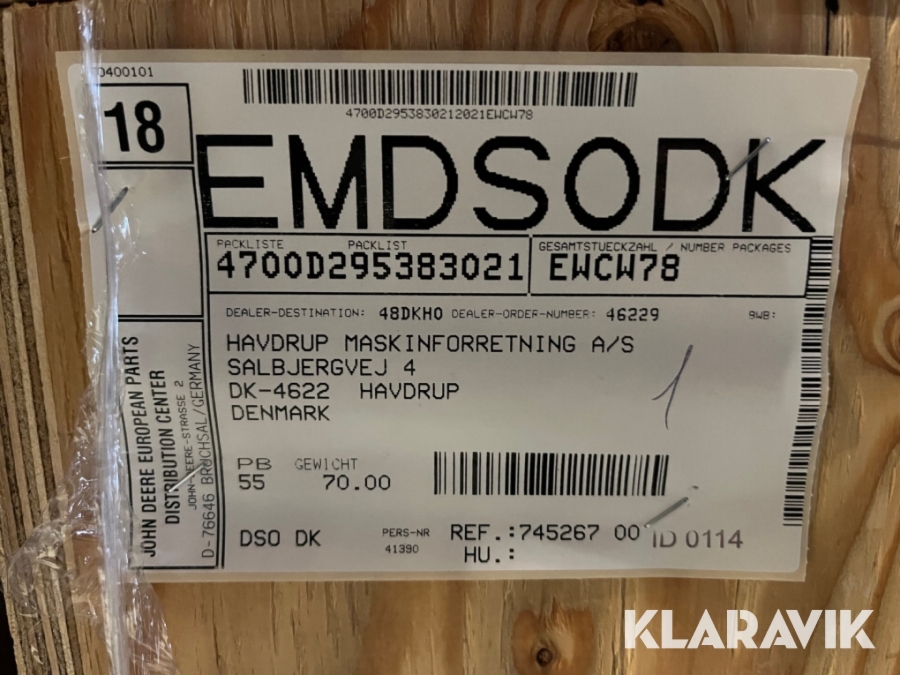 KLARAVIK
0400101
18
4700D2953830212021EWCW78
EMDSODK
PACKLISTE PACKLIST
4700D295383021
GESAMTSTUECKZAHL / NUMBER PACKAGES
EWCW78
DEALER-DESTINATION: 48DKHO DEALER-ORDER-NUMBER: 46229 9WB:
HAVDRUP MASKINFORRETNING A/S
SALBJERGVEJ 4
DK-4622 HAVDRUP
DENMARK
1
PB GEWICHT
55 70.00
DSO DK
PERS-NR
41390
REF.:745267 00 ID 0114
HU.:
JOHN DEERE EUROPEAN PARTS
DISTRIBUTION CENTER
JOHN-DEERE-STRASSE 2
D-76646 BRUCHSAL/GERMANY
KLARAVIK